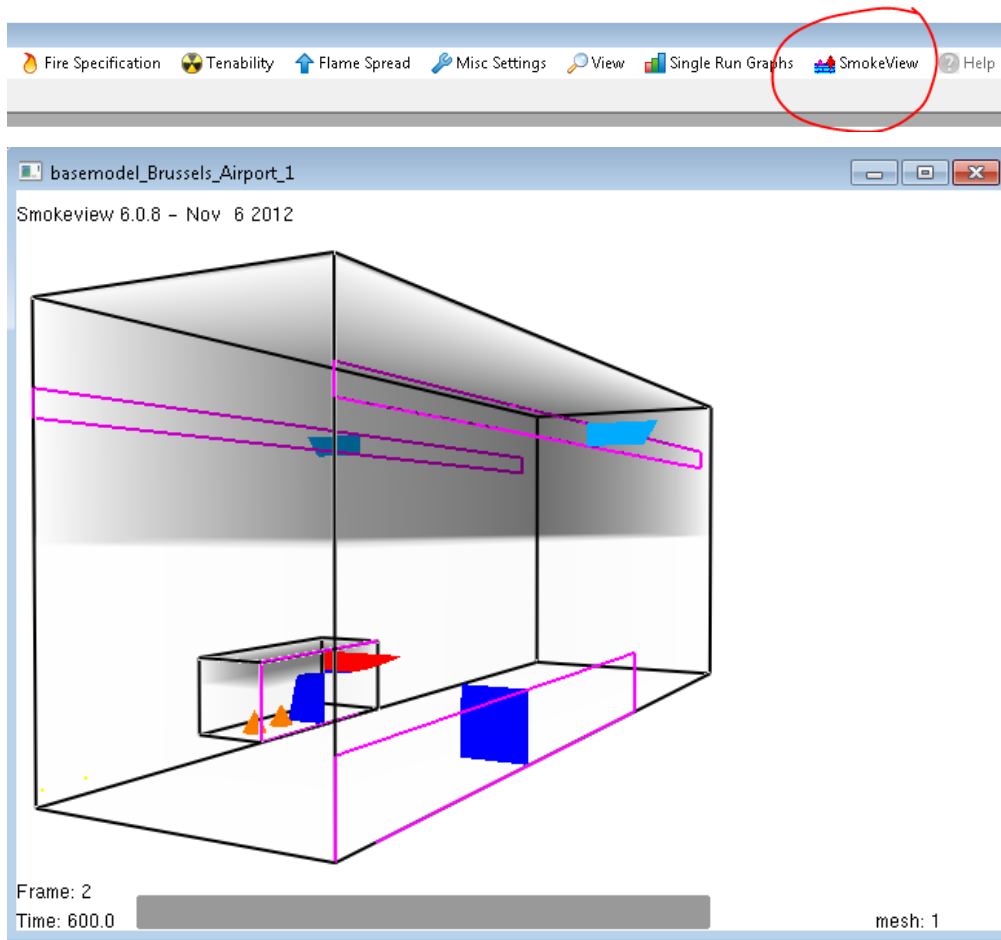 Fire Specification Tenability Flame Spread Misc Settings View Single Run Graphs SmokeView Help
basemodel_Brussels_Airport_1
Smokeview 6.0.8 - Nov 6 2012
Frame: 2
Time: 600.0 mesh: 1